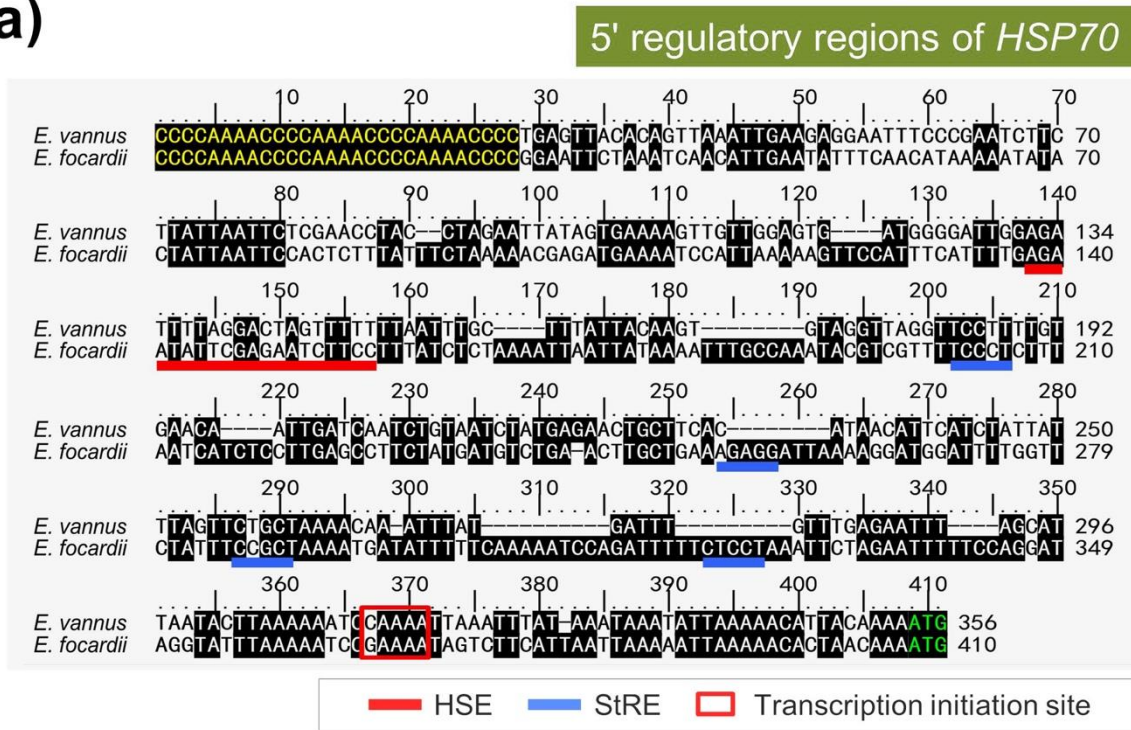 a)
5' regulatory regions of HSP70
10 20 30 40 50 60 70
E. vannus CCCCAAAACCCCAAAACCCCAAAACCCCTGAGTTACACAGTTAAATTGAAGAGGAATTTCCCGAATCTTC 70
E. focardii CCCCAAAACCCCAAAACCCCAAAACCCCGGAATTCTAAATCAACATTGAATATTTCAACATAAAAATATA 70
80 90 100 110 120 130 140
E. vannus TTATTAATTCTCGAACCTAC--CTAGAATTATAGTGAAAAGTTGTTGGAGTG----ATGGGGATTGGAGA 134
E. focardii CTATTAATTCCACTCTTTATTTCTAAAAACGAGATGAAAATCCATTAAAAAGTTCCATTTCATTTTGAGA 140
150 160 170 180 190 200 210
E. vannus TTTTAGGACTAGTTTTTTTAATTTGC----TTTATTACAAGT--------GTAGGTTAGGTTCCTTTTGT 192
E. focardii ATATTCGAGAATCTTCCTTTATCTCTAAAATTAATTATAAAATTTGCCAAATACGTCGTTTTCCCTCTTT 210
220 230 240 250 260 270 280
E. vannus GAACA----ATTGATCAATCTGTAATCTATGAGAACTGCTTCAC--------ATAACATTCATCTATTAT 250
E. focardii AATCATCTCCTTGAGCCTTCTATGATGTCTGA-ACTTGCTGAAAGAGGATTAAAAGGATGGATTTTGGTT 279
290 300 310 320 330 340 350
E. vannus TTAGTTCTGCTAAAACAA-ATTTAT----------GATTT---------GTTTGAGAATTT----AGCAT 296
E. focardii CTATTTCCGCTAAAATGATATTTTTCAAAAATCCAGATTTTTCTCCTAAATTCTAGAATTTTTCCAGGAT 349
360 370 380 390 400 410
E. vannus TAATACTTAAAAAATCCAAAATTAAATTTAT-AAATAAATATTAAAAACATTACAAAATG 356
E. focardii AGGTATTTAAAAATCCGAAAATAGTCTTCATTAATTAAAATTAAAAACACTAACAAAATG 410
HSE StRE Transcription initiation site